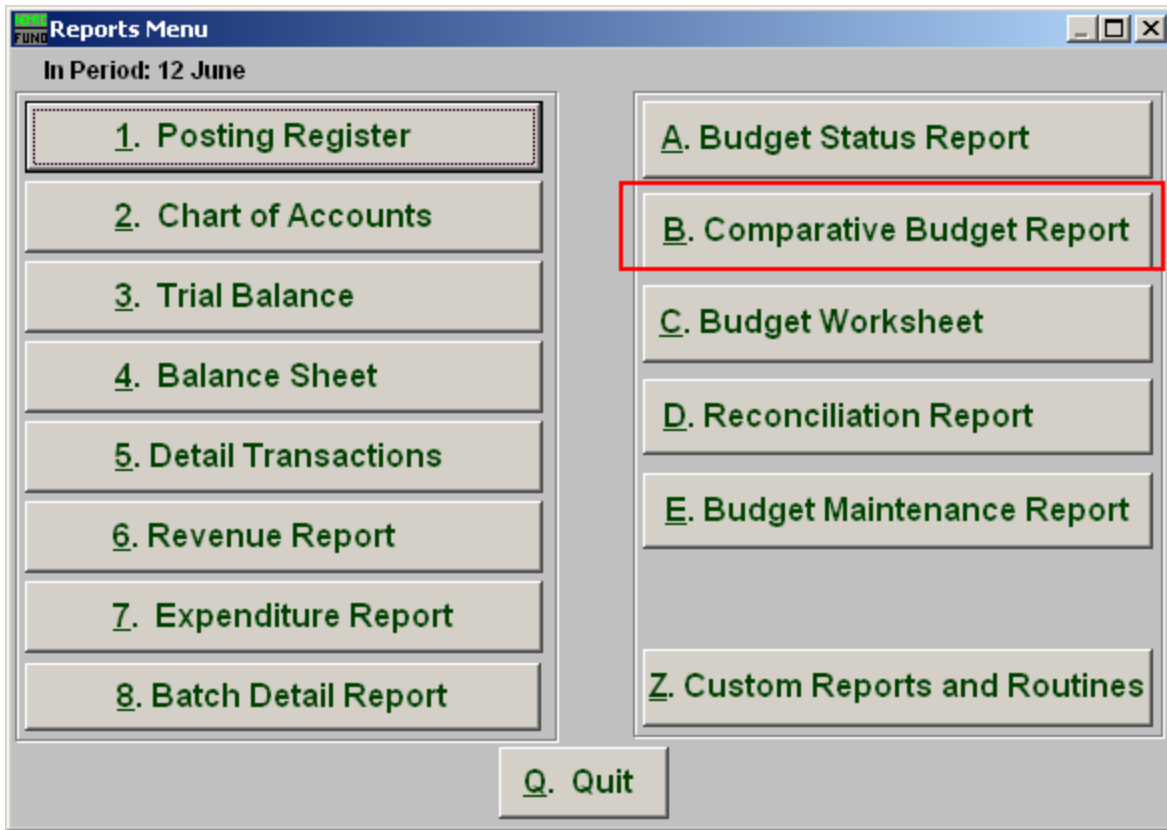 NEMRC
FUND
Reports Menu
In Period: 12 June
1. Posting Register
2. Chart of Accounts
3. Trial Balance
4. Balance Sheet
5. Detail Transactions
6. Revenue Report
7. Expenditure Report
8. Batch Detail Report
A. Budget Status Report
B. Comparative Budget Report
C. Budget Worksheet
D. Reconciliation Report
E. Budget Maintenance Report
Z. Custom Reports and Routines
Q. Quit